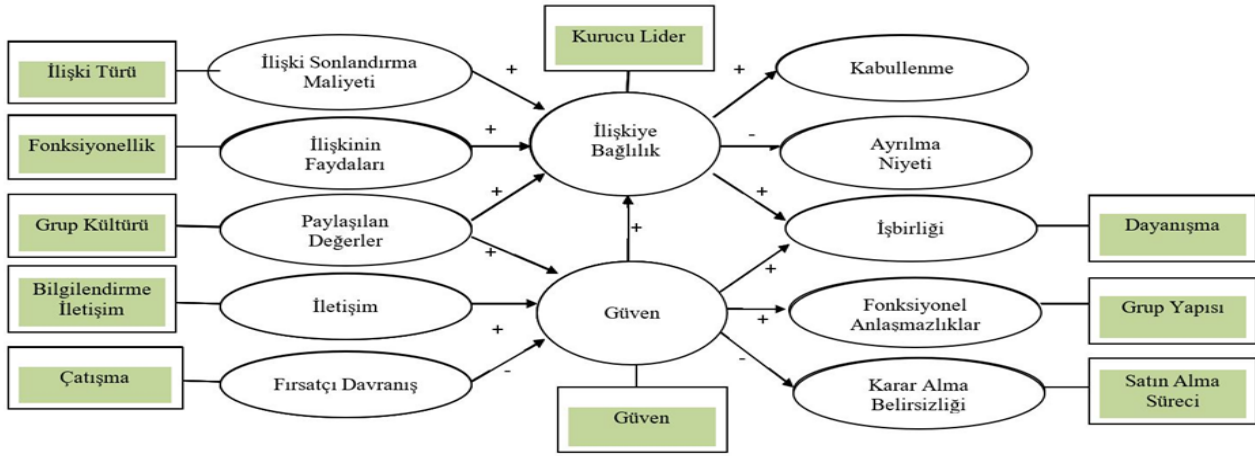 Kurucu Lider
İlişki Türü
İlişki Sonlandırma
Maliyeti
+
+
Kabullenme
Fonksiyonellik
İlişkinin
Faydaları
+
İlişkiye
Bağlılık
-
Ayrılma
Niyeti
Grup Kültürü
Paylaşılan
Değerler
+
+
+
+
İşbirliği
Dayanışma
Bilgilendirme
İletişim
İletişim
+
Güven
+
+
Fonksiyonel
Anlaşmazlıklar
Grup Yapısı
Çatışma
Fırsatçı Davranış
-
-
Karar Alma
Belirsizliği
Satın Alma
Süreci
Güven